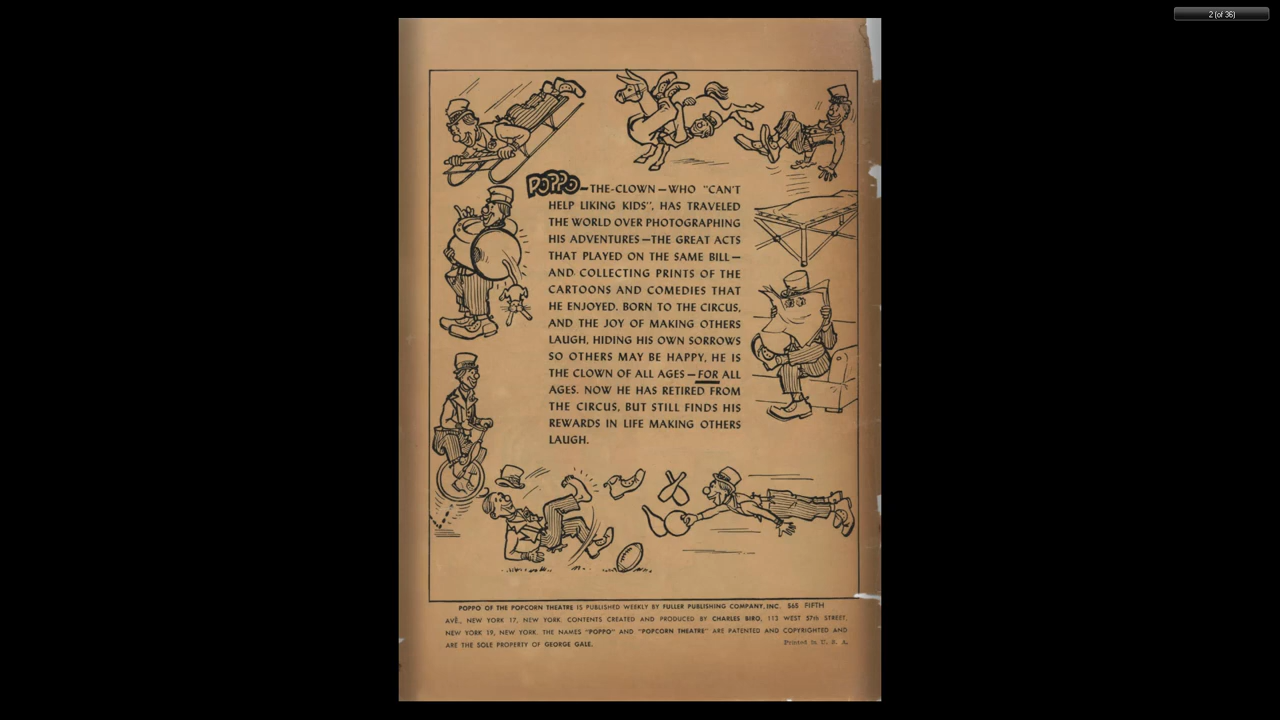 2 (of 36)
POPPO—THE-CLOWN—WHO "CAN'T
HELP LIKING KIDS", HAS TRAVELED
THE WORLD OVER PHOTOGRAPHING
HIS ADVENTURES—THE GREAT ACTS
THAT PLAYED ON THE SAME BILL—
AND COLLECTING PRINTS OF THE
CARTOONS AND COMEDIES THAT
HE ENJOYED. BORN TO THE CIRCUS,
AND THE JOY OF MAKING OTHERS
LAUGH, HIDING HIS OWN SORROWS
SO OTHERS MAY BE HAPPY, HE IS
THE CLOWN OF ALL AGES—FOR ALL
AGES. NOW HE HAS RETIRED FROM
THE CIRCUS, BUT STILL FINDS HIS
REWARDS IN LIFE MAKING OTHERS
LAUGH.
POPPO OF THE POPCORN THEATRE IS PUBLISHED WEEKLY BY FULLER PUBLISHING COMPANY, INC. 565 FIFTH
AVE., NEW YORK 17, NEW YORK. CONTENTS CREATED AND PRODUCED BY CHARLES BIRO, 113 WEST 57th STREET,
NEW YORK 19, NEW YORK. THE NAMES "POPPO" AND "POPCORN THEATRE" ARE PATENTED AND COPYRIGHTED AND
ARE THE SOLE PROPERTY OF GEORGE GALE.
Printed in U. S. A.